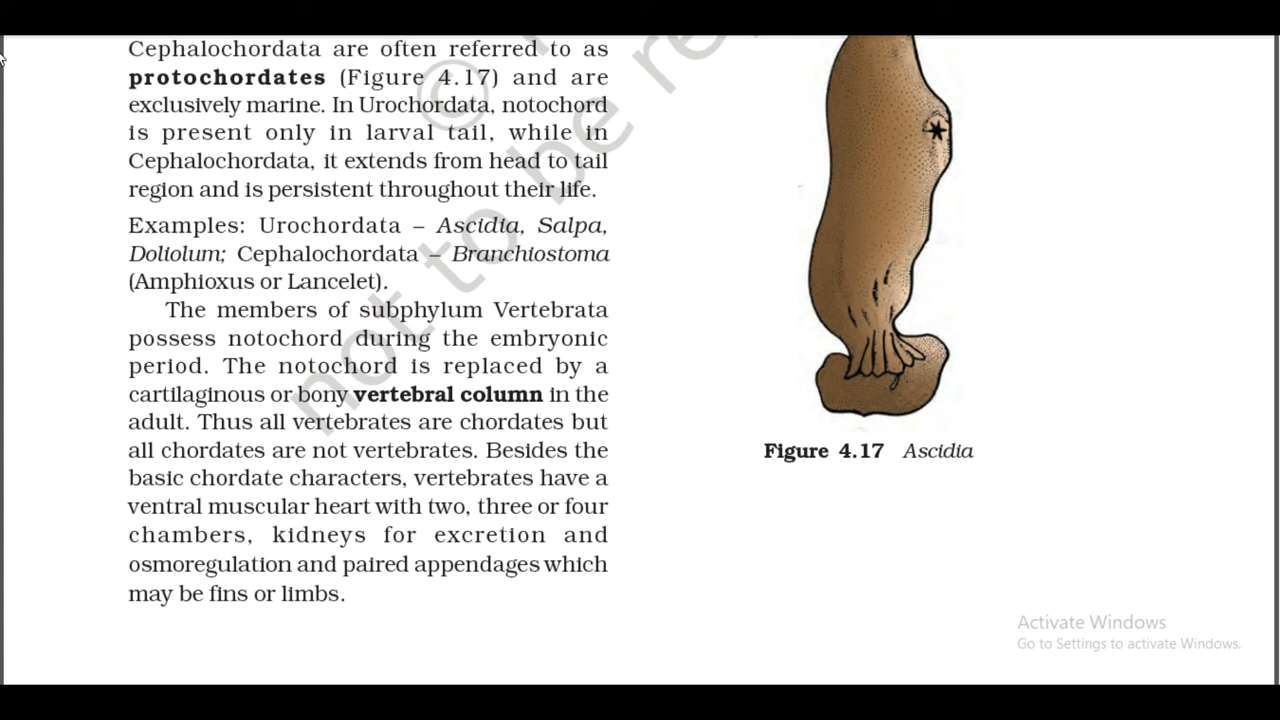 Cephalochordata are often referred to as
protochordates (Figure 4.17) and are
exclusively marine. In Urochordata, notochord
is present only in larval tail, while in
Cephalochordata, it extends from head to tail
region and is persistent throughout their life.
Examples: Urochordata – Ascidia, Salpa,
Doliolum; Cephalochordata – Branchiostoma
(Amphioxus or Lancelet).
The members of subphylum Vertebrata
possess notochord during the embryonic
period. The notochord is replaced by a
cartilaginous or bony vertebral column in the
adult. Thus all vertebrates are chordates but
all chordates are not vertebrates. Besides the
basic chordate characters, vertebrates have a
ventral muscular heart with two, three or four
chambers, kidneys for excretion and
osmoregulation and paired appendages which
may be fins or limbs.
Figure 4.17 Ascidia
©
not to be re
Activate Windows
Go to Settings to activate Windows.